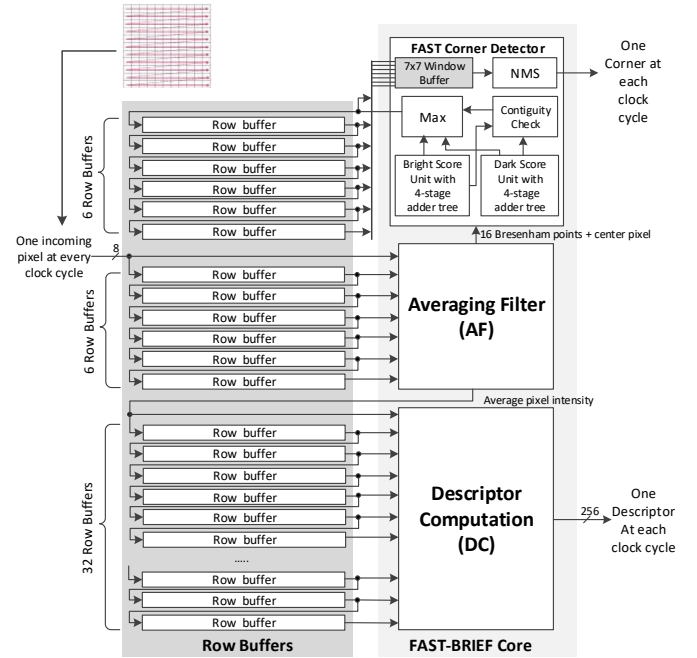 FAST Corner Detector
7x7 Window
Buffer
NMS
One
Corner at
each
clock
cycle
Max
Contiguity
Check
Bright Score
Unit with
4-stage
adder tree
Dark Score
Unit with
4-stage
adder tree
6 Row Buffers
Row buffer
Row buffer
Row buffer
Row buffer
Row buffer
Row buffer
16 Bresenham points + center pixel
One incoming
pixel at every
clock cycle
8
6 Row Buffers
Row buffer
Row buffer
Row buffer
Row buffer
Row buffer
Row buffer
Averaging Filter
(AF)
Average pixel intensity
32 Row Buffers
Row buffer
Row buffer
Row buffer
Row buffer
Row buffer
Row buffer
.....
Row buffer
Row buffer
Row buffer
Descriptor
Computation
(DC)
256
One
Descriptor
At each
clock cycle
Row Buffers
FAST-BRIEF Core